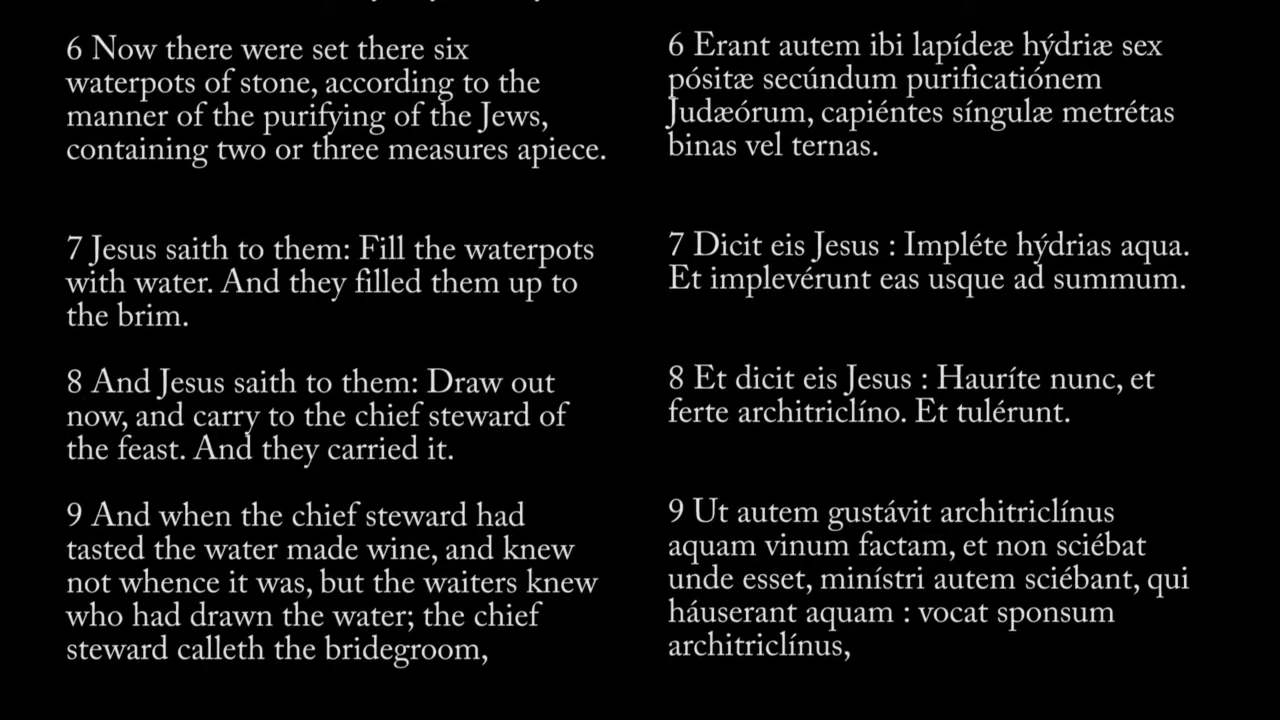 6 Now there were set there six
waterpots of stone, according to the
manner of the purifying of the Jews,
containing two or three measures apiece.
7 Jesus saith to them: Fill the waterpots
with water. And they filled them up to
the brim.
8 And Jesus saith to them: Draw out
now, and carry to the chief steward of
the feast. And they carried it.
9 And when the chief steward had
tasted the water made wine, and knew
not whence it was, but the waiters knew
who had drawn the water; the chief
steward calleth the bridegroom,
6 Erant autem ibi lapídeæ hýdriæ sex
pósitæ secúndum purificatiónem
Judæórum, capiéntes síngulæ metrétas
binas vel ternas.
7 Dicit eis Jesus : Impléte hýdrias aqua.
Et implevérunt eas usque ad summum.
8 Et dicit eis Jesus : Hauríte nunc, et
ferte architriclíno. Et tulérunt.
9 Ut autem gustávit architriclínus
aquam vinum factam, et non sciébat
unde esset, minístri autem sciébant, qui
háuserant aquam : vocat sponsum
architriclínus,